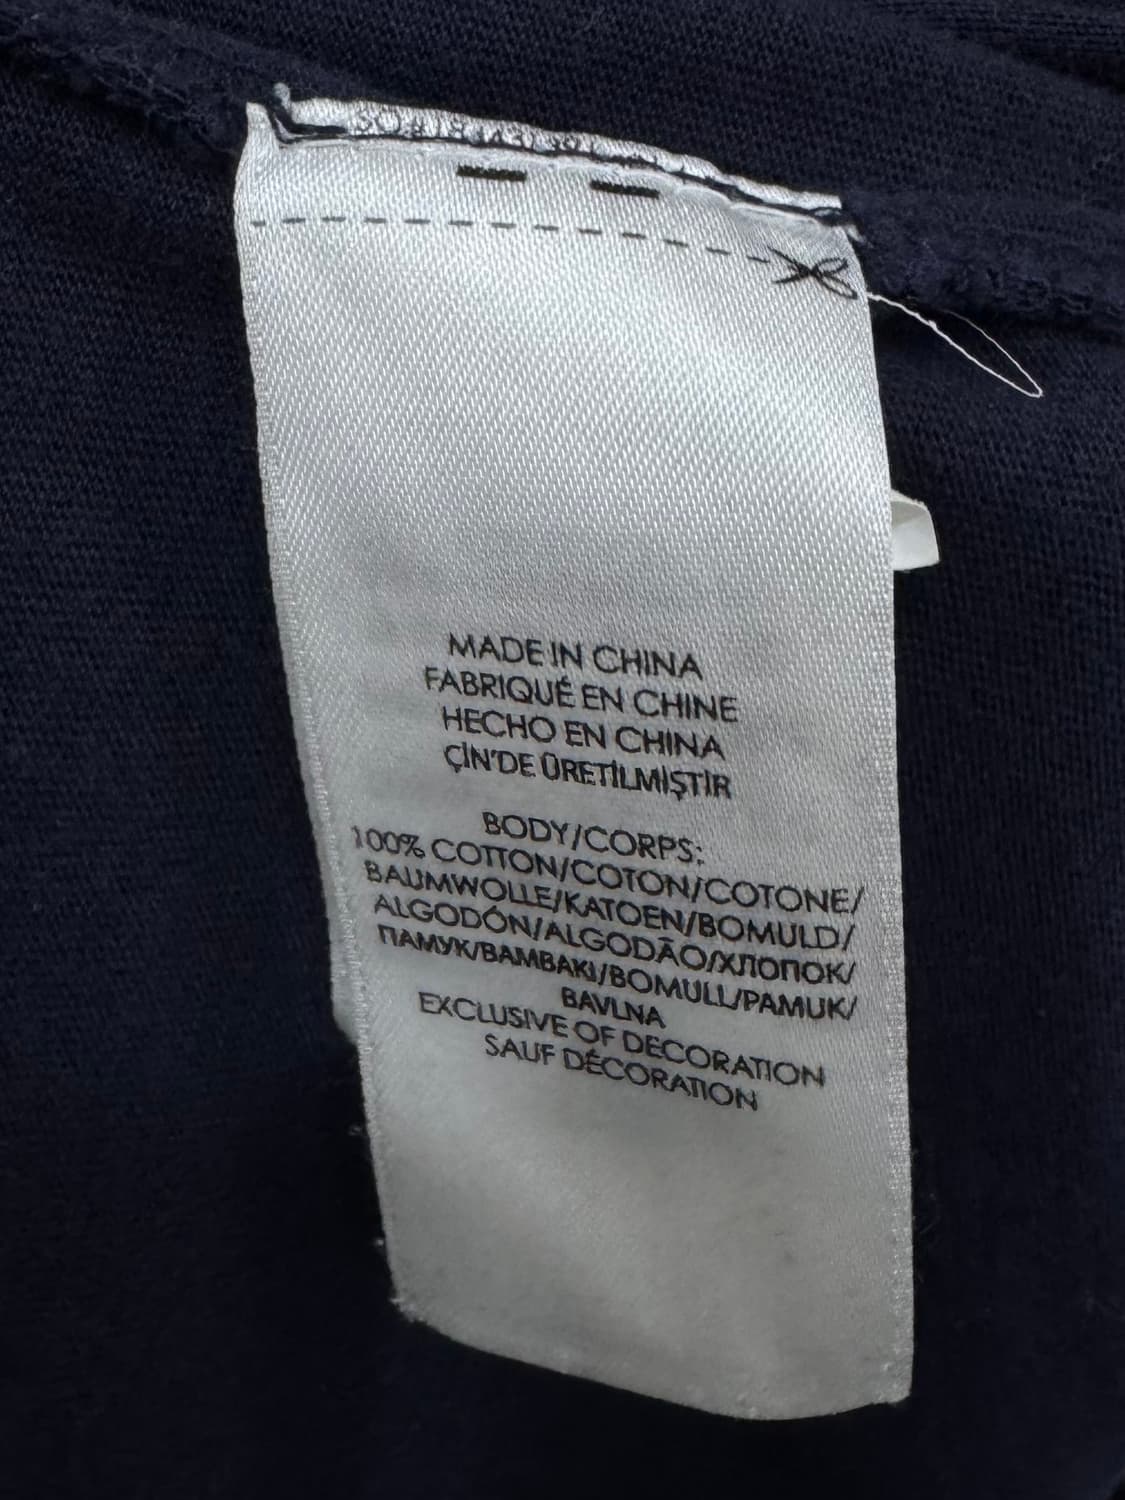 MADE IN CHINA
FABRIQUÉ EN CHINE
HECHO EN CHINA
ÇİN'DE ÜRETİLMİŞTİR
BODY/CORPS:
100% COTTON/COTON/COTONE/
BAUMWOLLE/KATOEN/BOMULD/
ALGODÓN/ALGODÃO/ХЛОПОК/
ПАМУК/BAMBAKI/BOMULL/PAMUK/
BAVLNA
EXCLUSIVE OF DECORATION
SAUF DÉCORATION